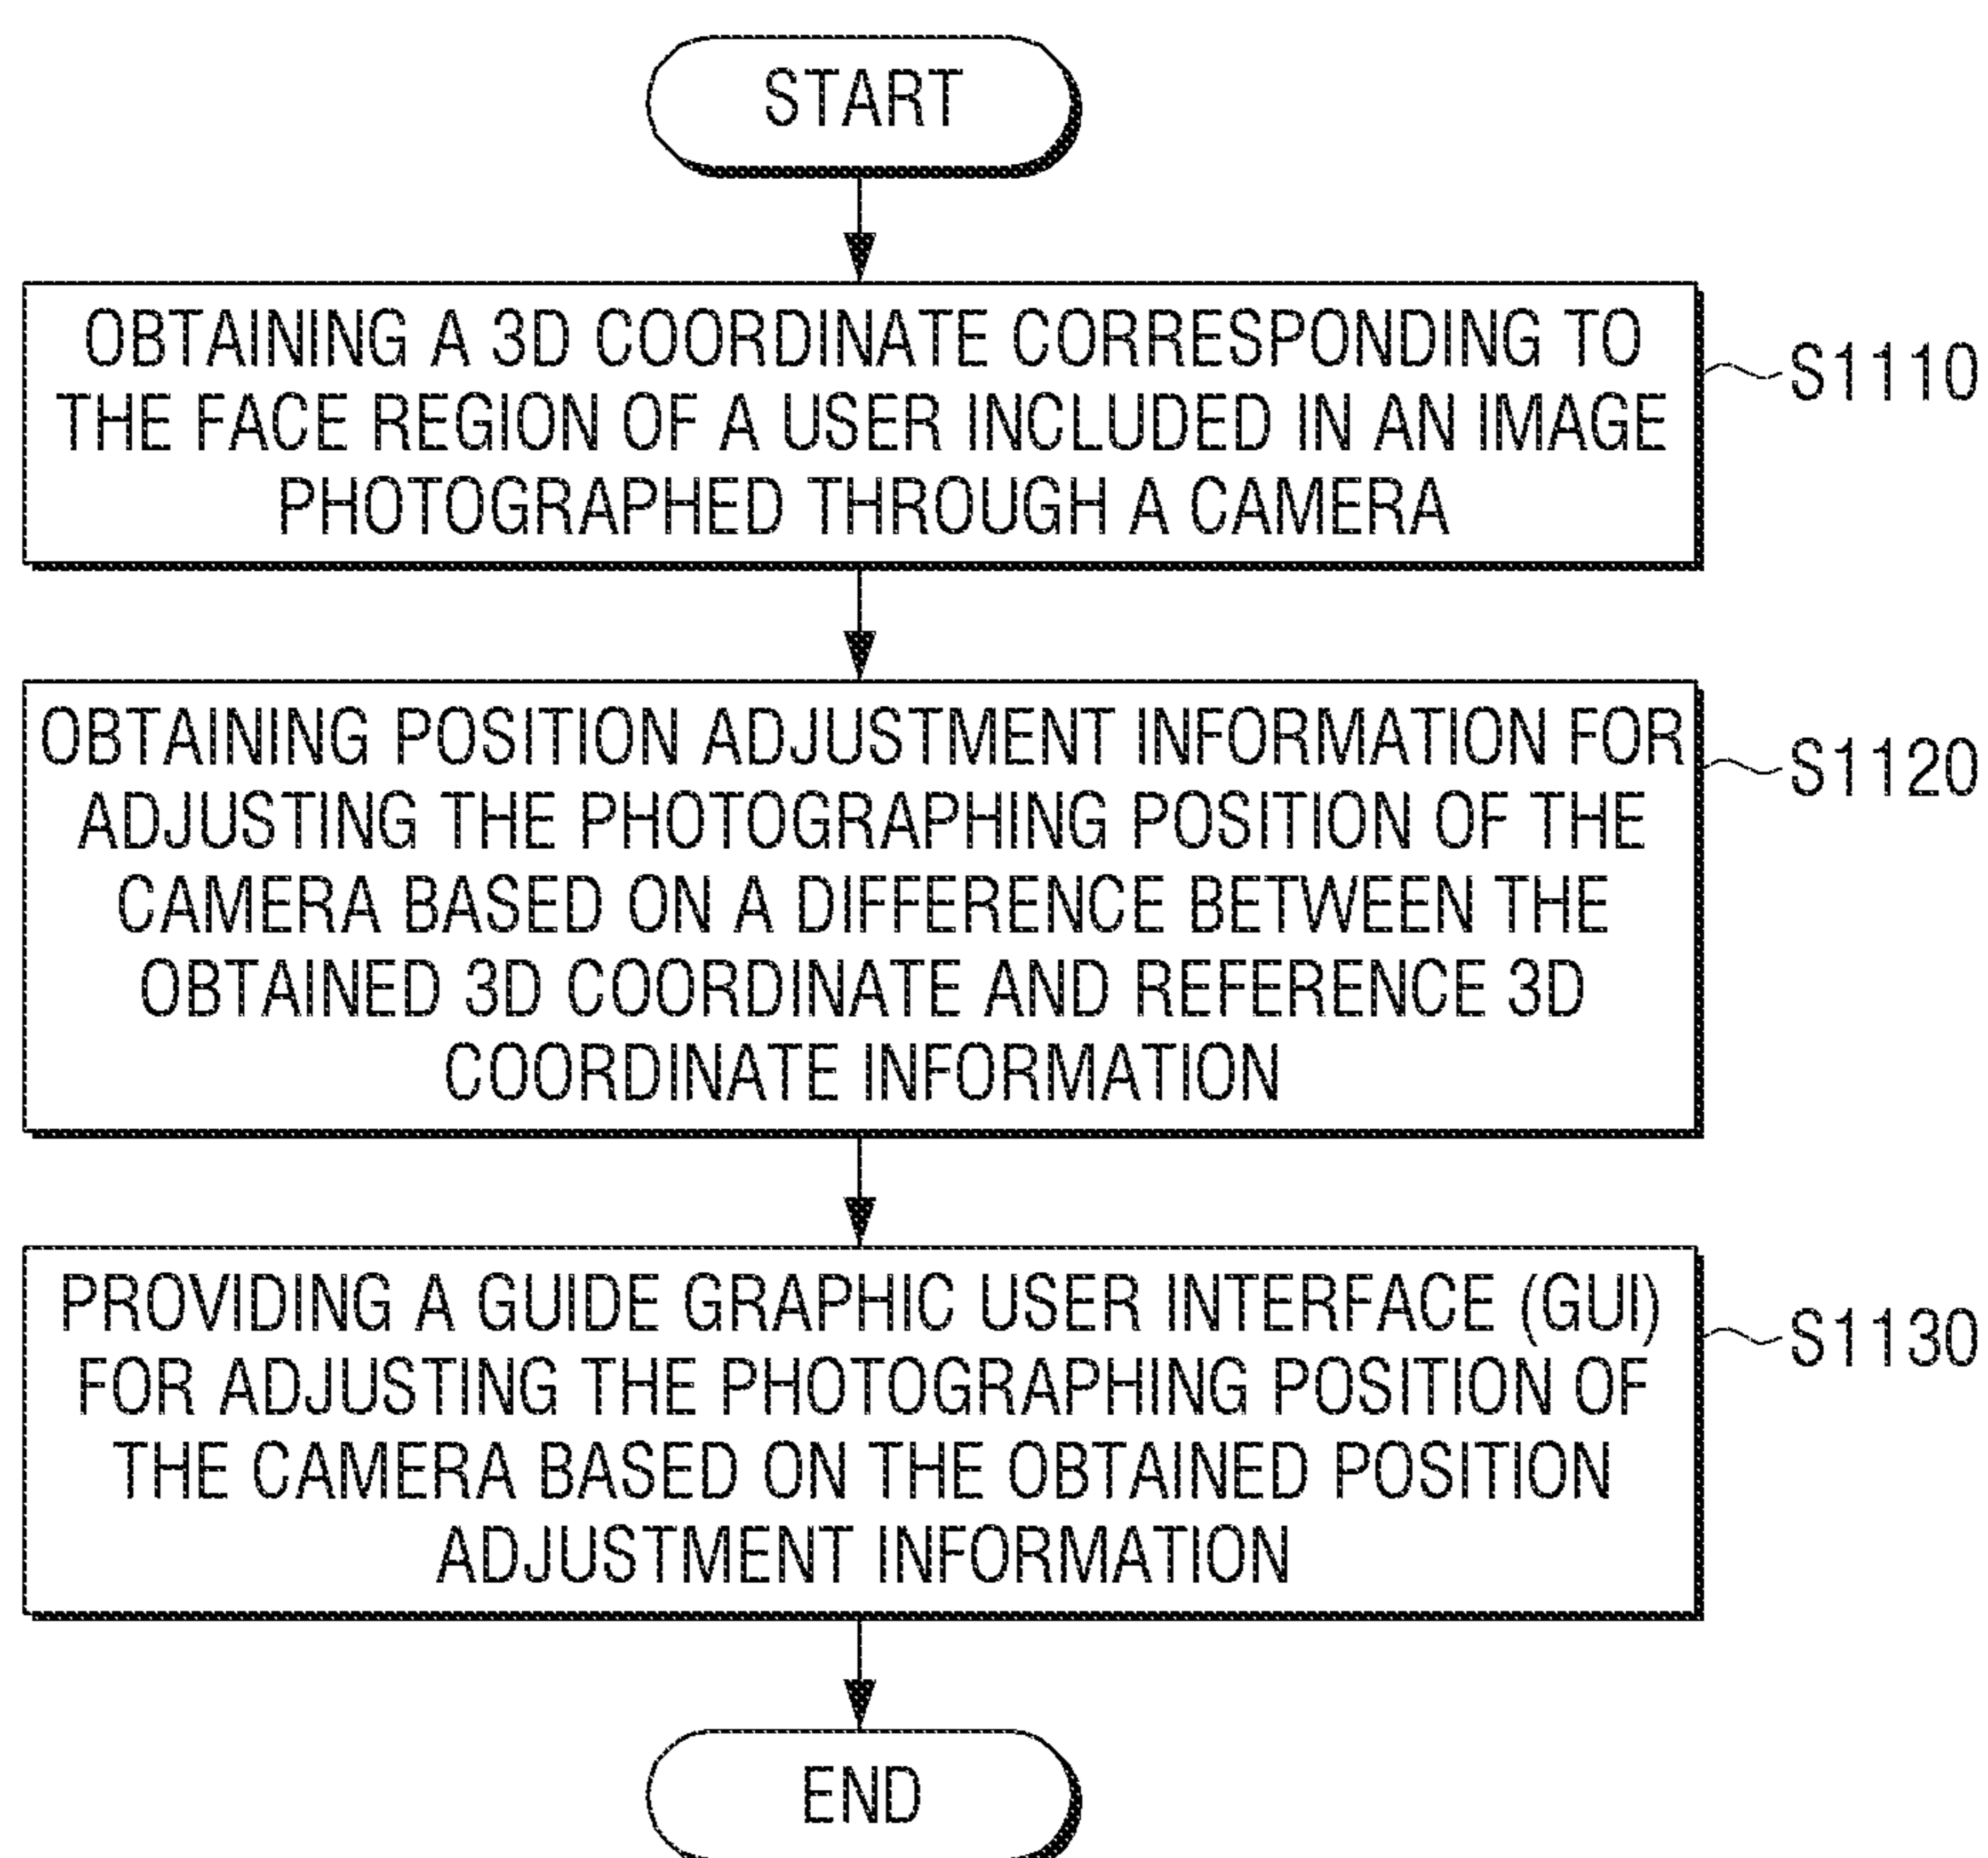 START
OBTAINING A 3D COORDINATE CORRESPONDING TO
THE FACE REGION OF A USER INCLUDED IN AN IMAGE
PHOTOGRAPHED THROUGH A CAMERA
S1110
OBTAINING POSITION ADJUSTMENT INFORMATION FOR
ADJUSTING THE PHOTOGRAPHING POSITION OF THE
CAMERA BASED ON A DIFFERENCE BETWEEN THE
OBTAINED 3D COORDINATE AND REFERENCE 3D
COORDINATE INFORMATION
S1120
PROVIDING A GUIDE GRAPHIC USER INTERFACE (GUI)
FOR ADJUSTING THE PHOTOGRAPHING POSITION OF
THE CAMERA BASED ON THE OBTAINED POSITION
ADJUSTMENT INFORMATION
S1130
END